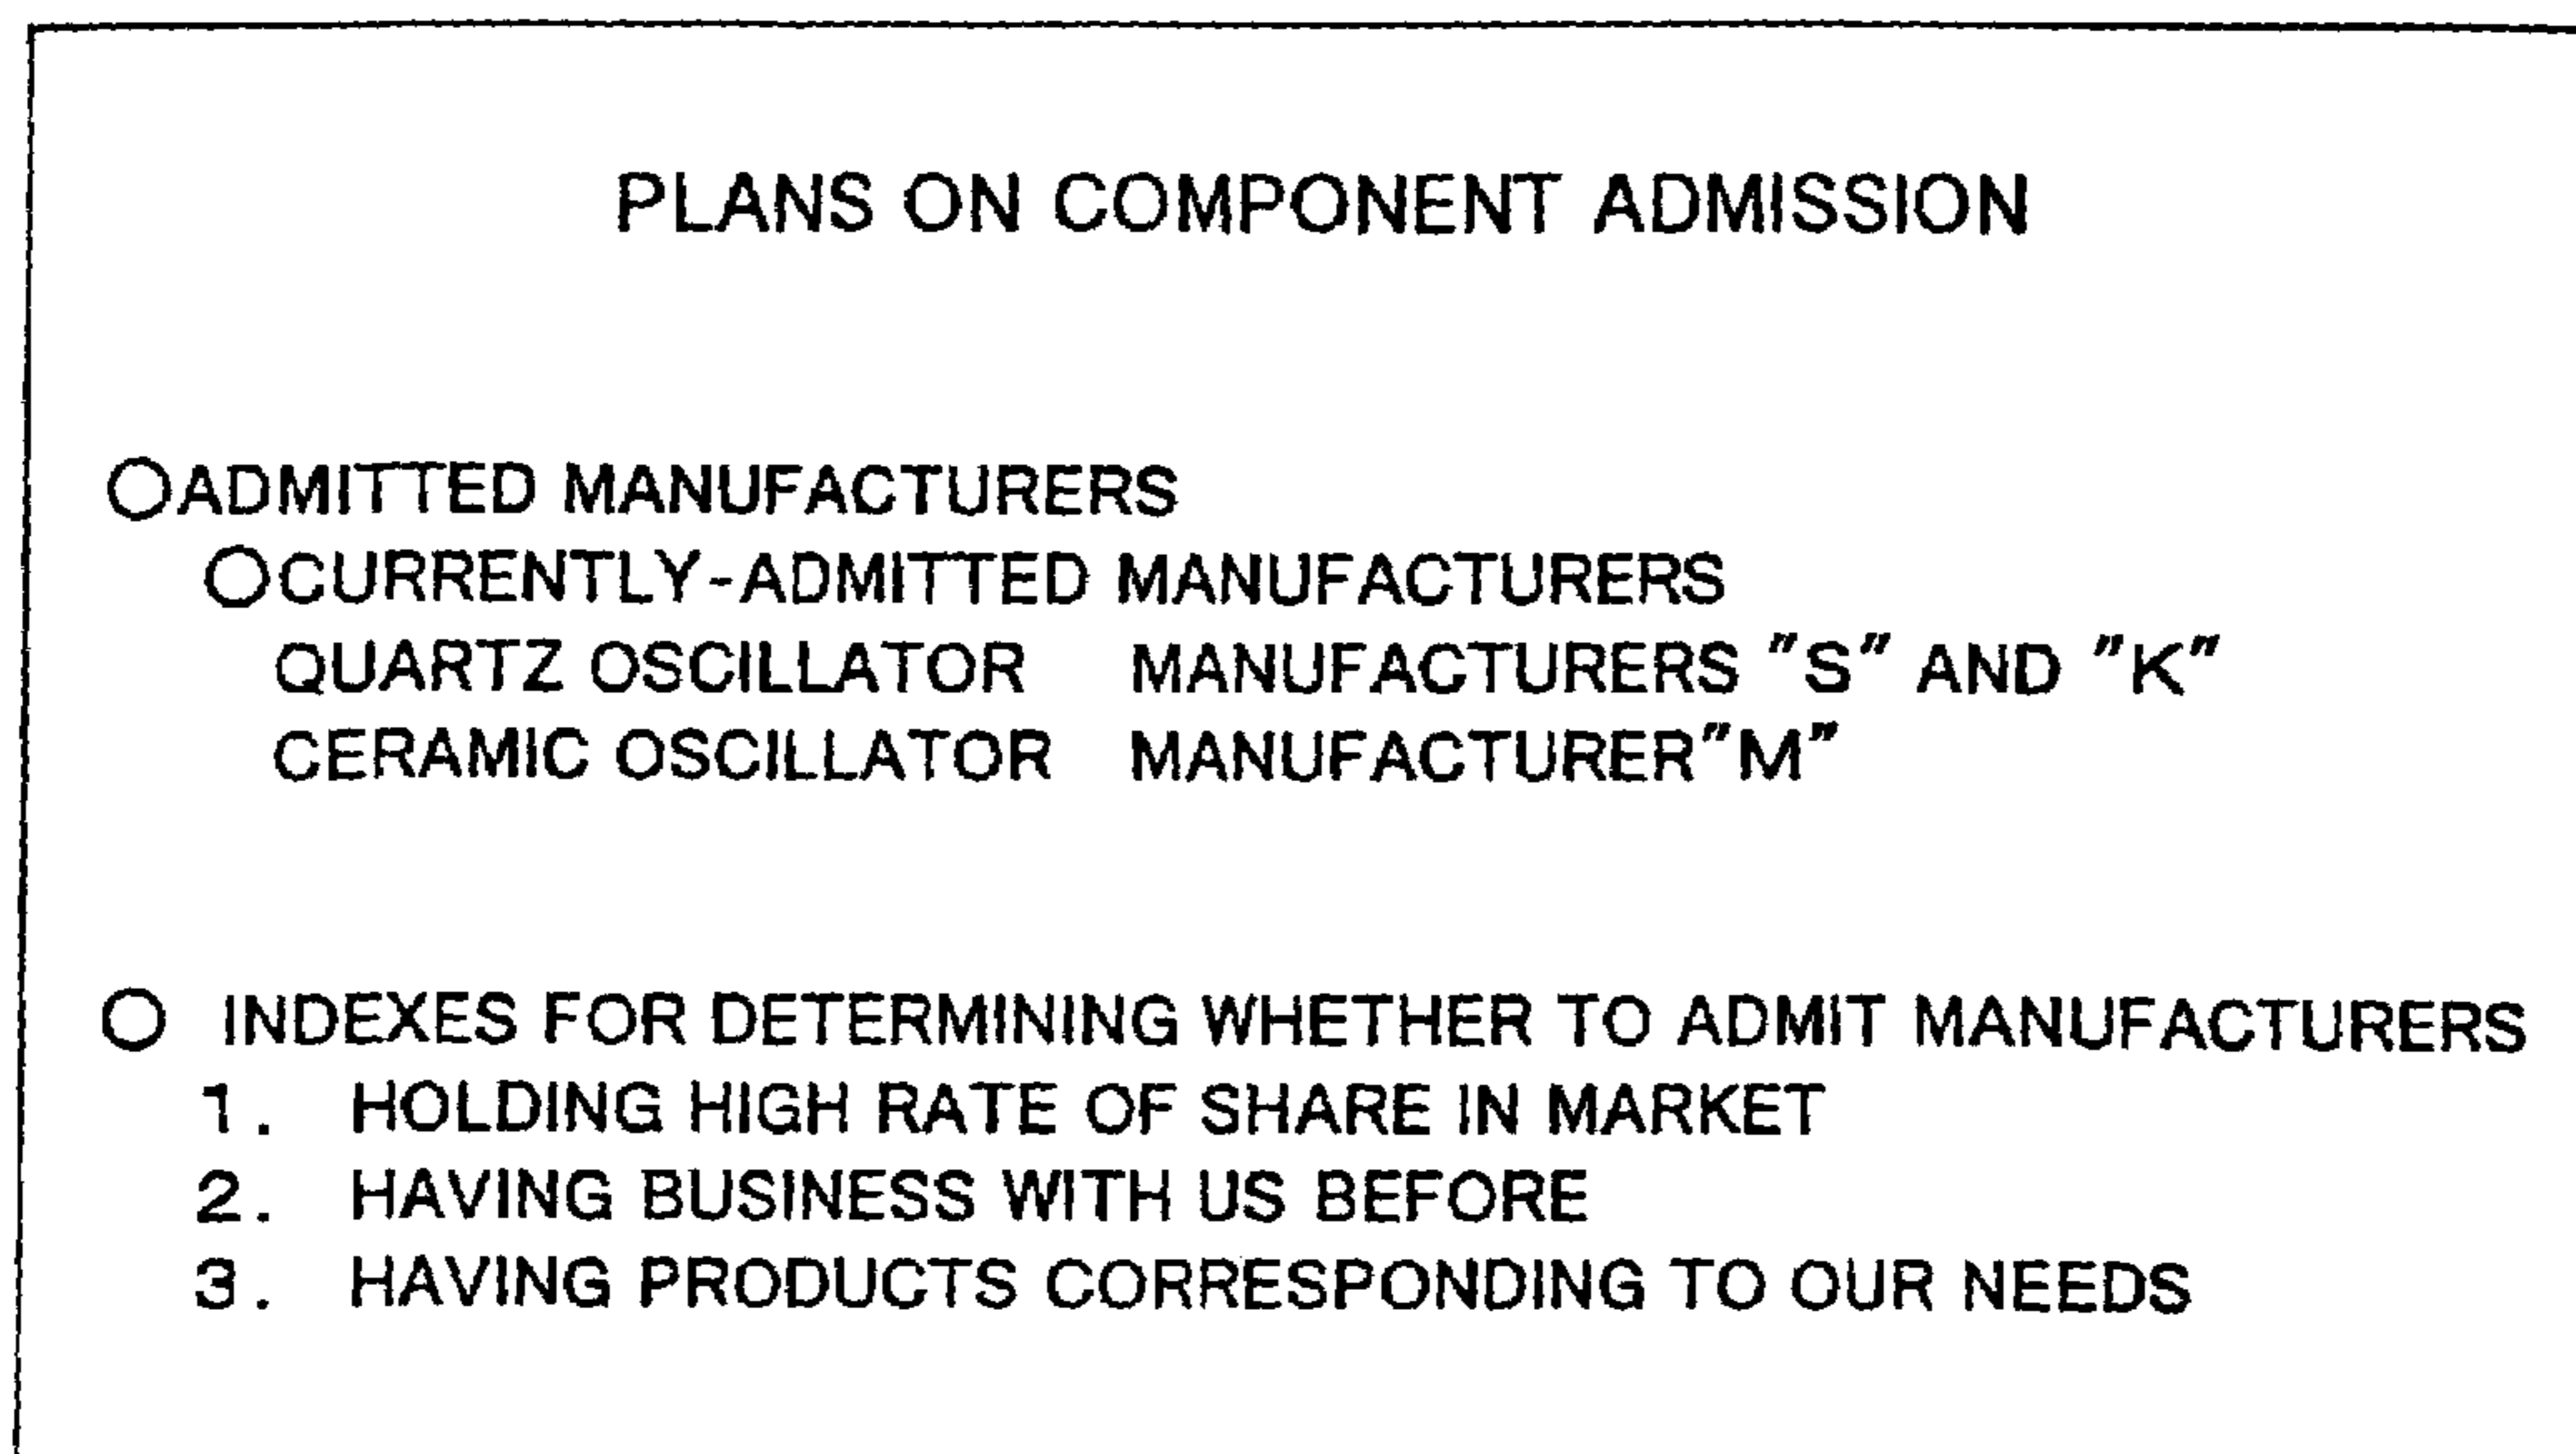 PLANS ON COMPONENT ADMISSION
○ADMITTED MANUFACTURERS
○CURRENTLY-ADMITTED MANUFACTURERS
QUARTZ OSCILLATOR MANUFACTURERS "S" AND "K"
CERAMIC OSCILLATOR MANUFACTURER"M"
○ INDEXES FOR DETERMINING WHETHER TO ADMIT MANUFACTURERS
1. HOLDING HIGH RATE OF SHARE IN MARKET
2. HAVING BUSINESS WITH US BEFORE
3. HAVING PRODUCTS CORRESPONDING TO OUR NEEDS